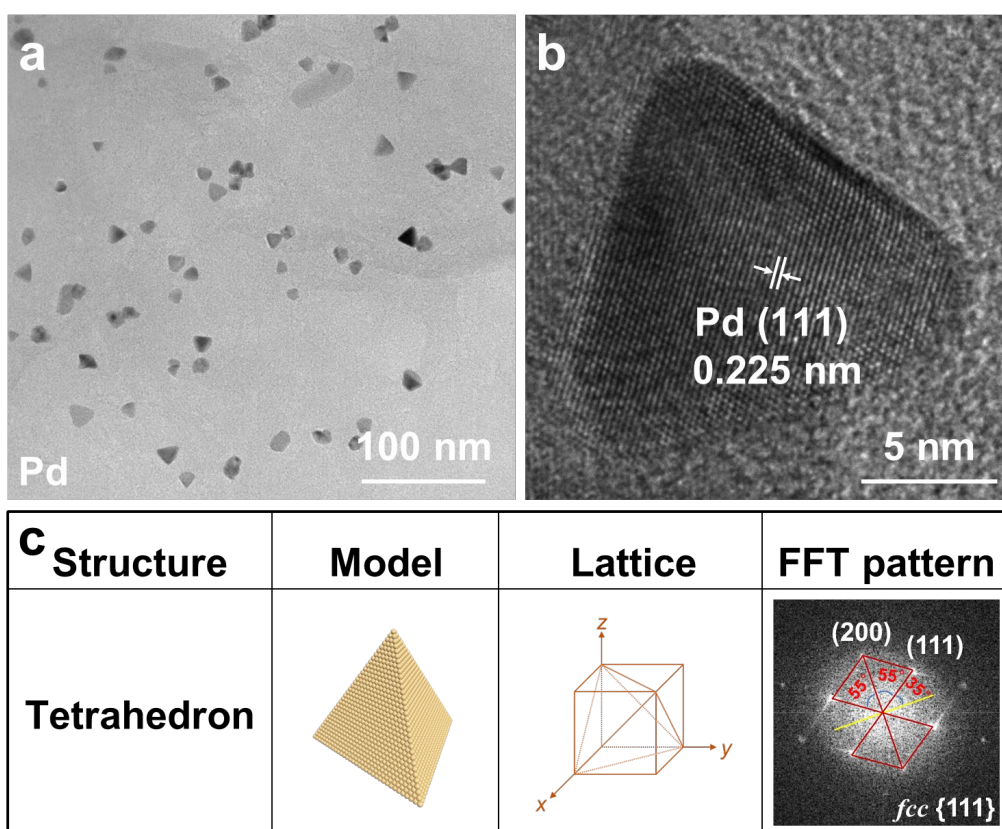 a
Pd
100 nm
b
Pd (111)
0.225 nm
5 nm
c
Structure
Model
Lattice
FFT pattern
Tetrahedron
z
y
x
(200)
(111)
55°
55°
35°
fcc {111}